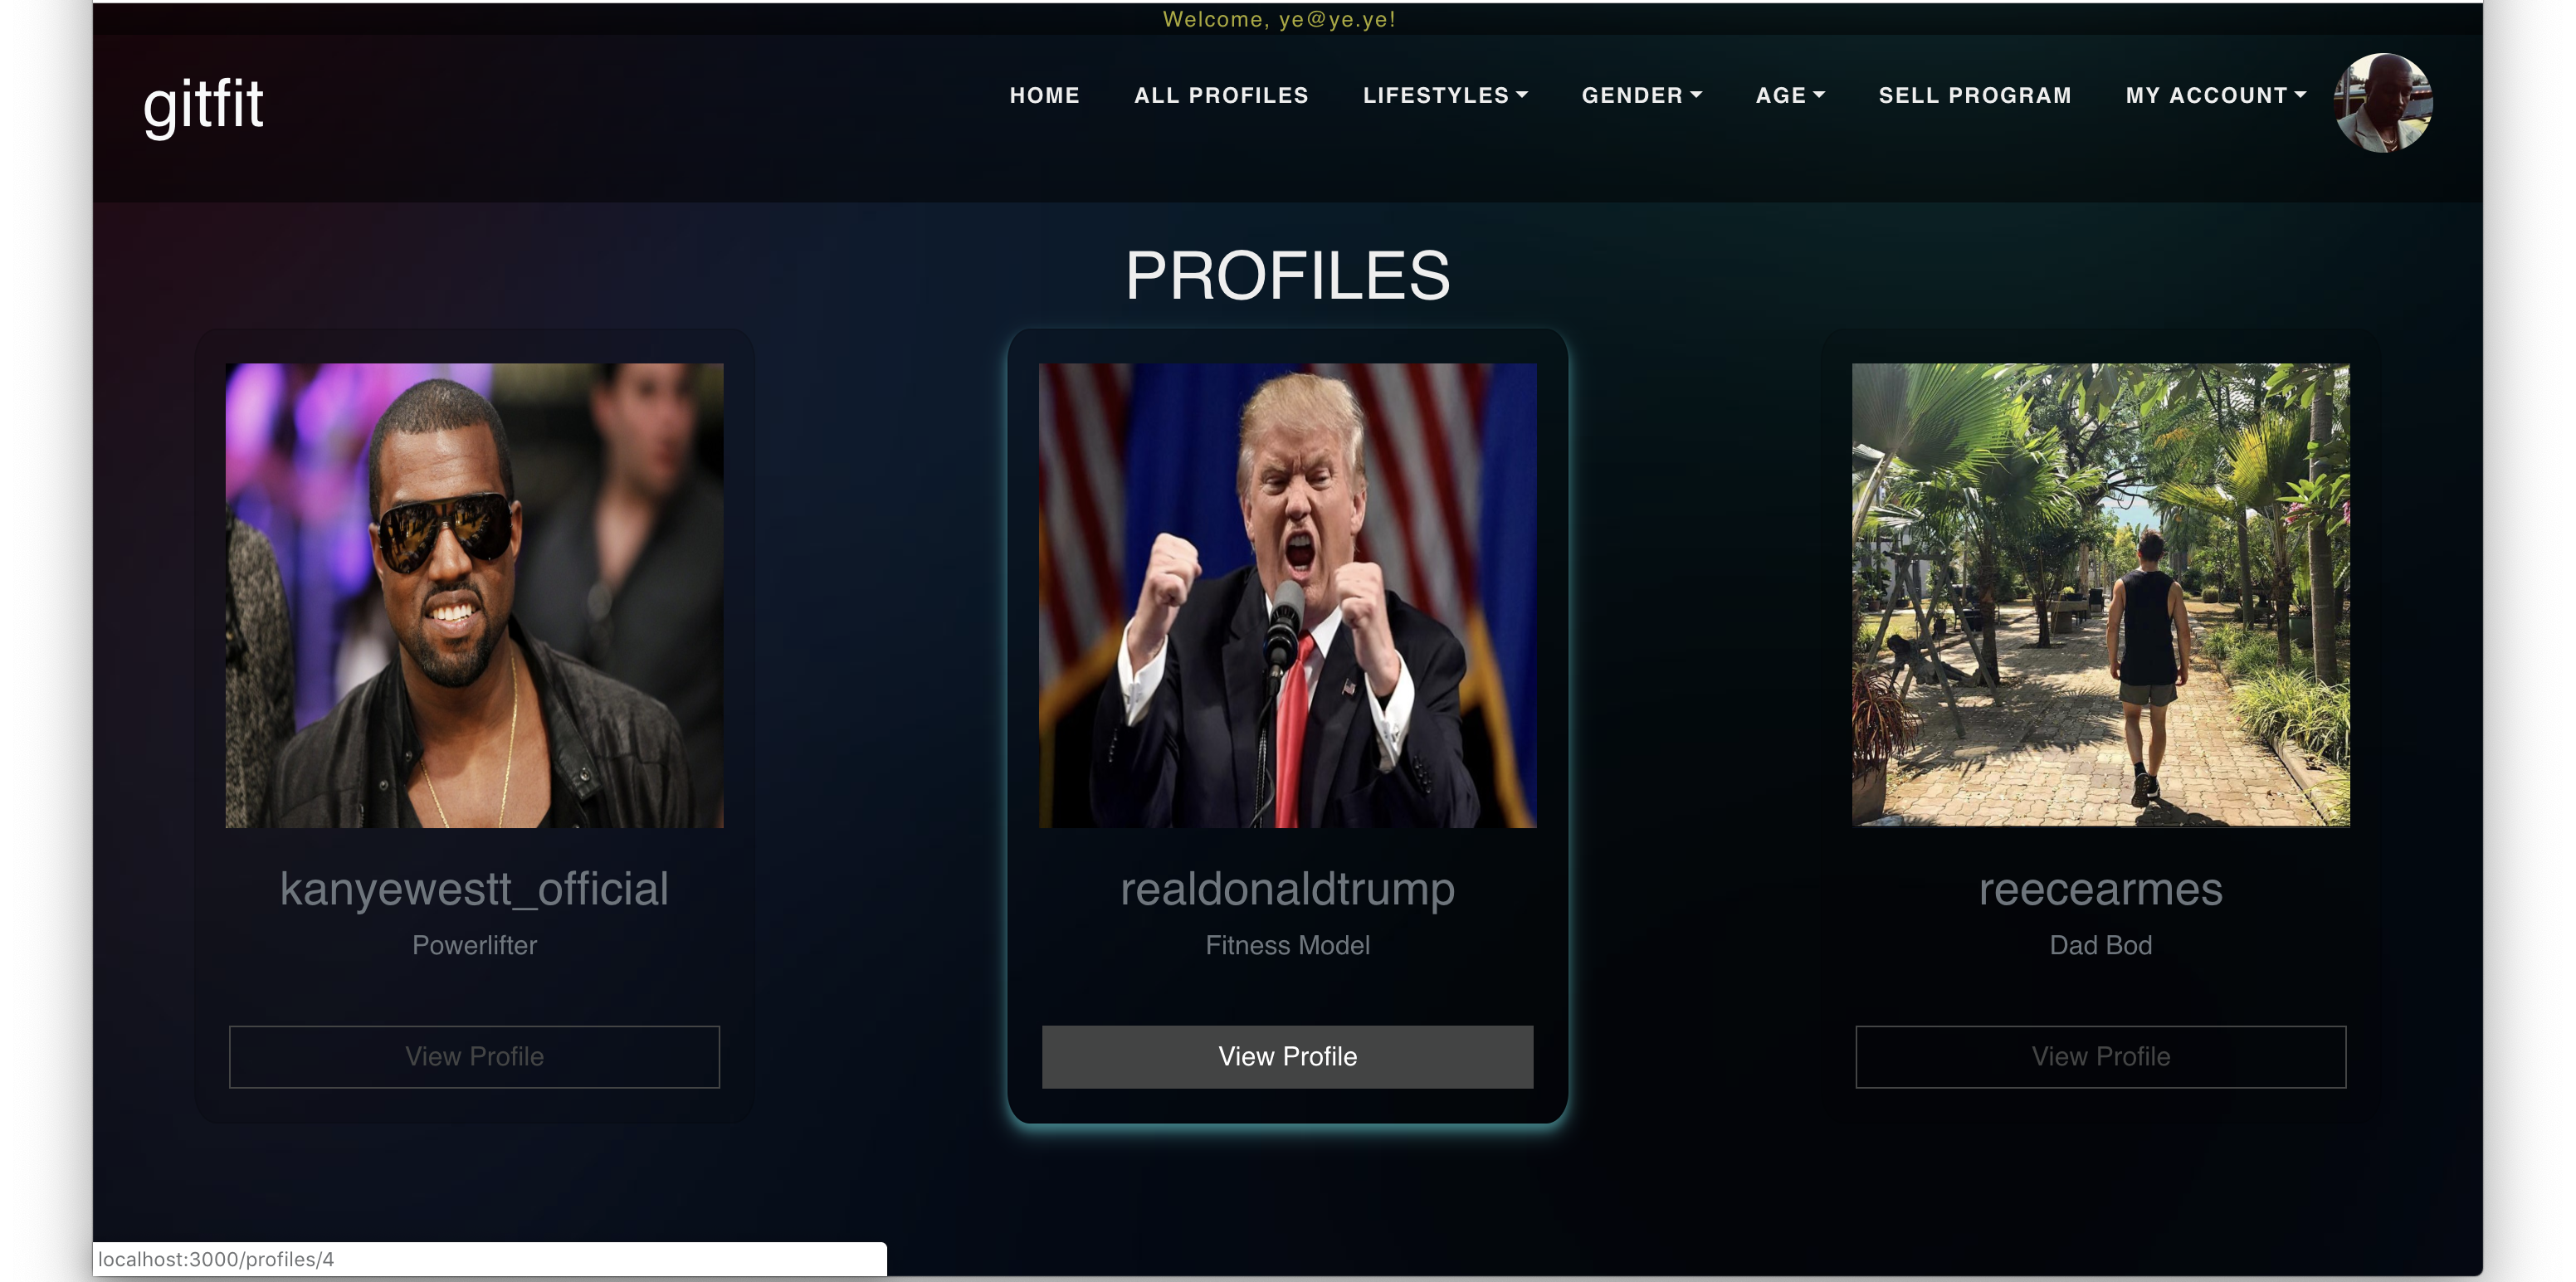 Welcome, ye@ye.ye!
gitfit
HOME ALL PROFILES LIFESTYLES GENDER AGE SELL PROGRAM MY ACCOUNT
PROFILES
kanyewestt_official
Powerlifter
View Profile
realdonaldtrump
Fitness Model
View Profile
reecearmes
Dad Bod
View Profile
localhost:3000/profiles/4